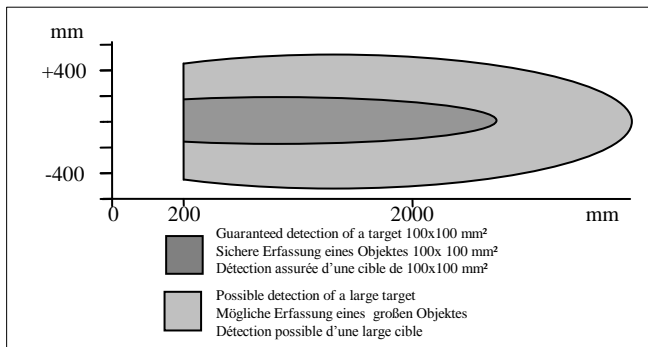 mm
+400
-400
0 200 2000 mm
Guaranteed detection of a target 100x100 mm²
Sichere Erfassung eines Objektes 100x 100 mm²
Détection assurée d’une cible de 100x100 mm²
Possible detection of a large target
Mögliche Erfassung eines großen Objektes
Détection possible d’une large cible